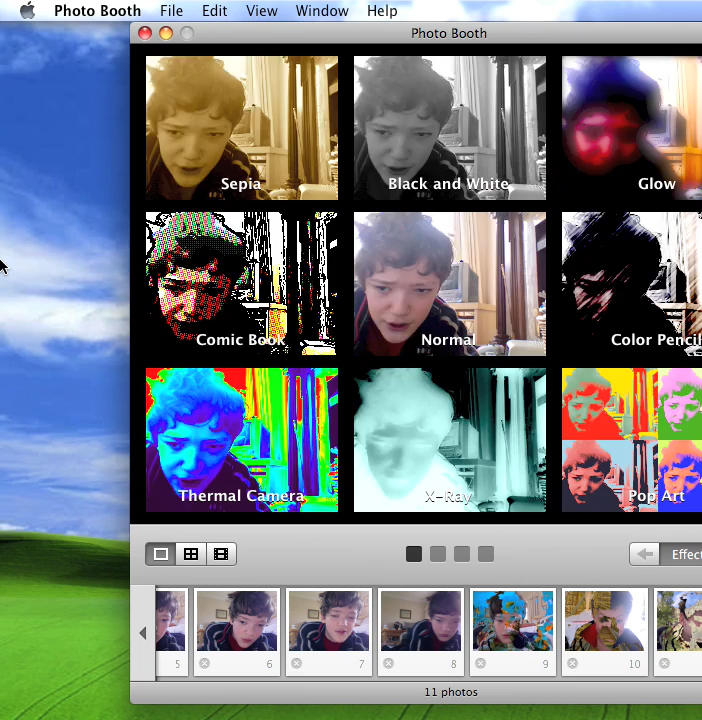 Photo Booth File Edit View Window Help
Photo Booth
Sepia
Black and White
Glow
Comic Book
Normal
Color Pencil
Thermal Camera
X-Ray
Pop Art
Effect
5 6 7 8 9 10
11 photos